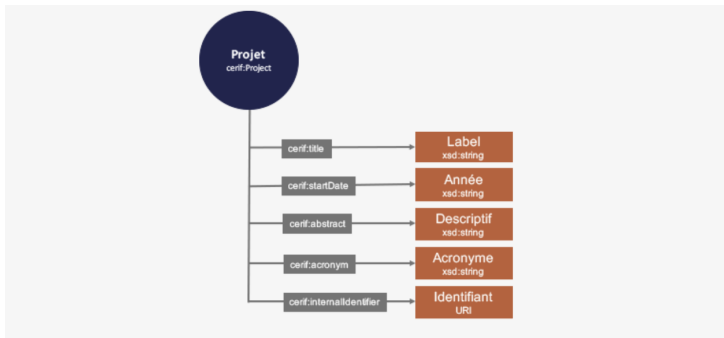 Projet
cerif:Project
cerif:title
Label
xsd:string
cerif:startDate
Année
xsd:string
cerif:abstract
Descriptif
xsd:string
cerif:acronym
Acronyme
xsd:string
cerif:internalIdentifier
Identifiant
URI